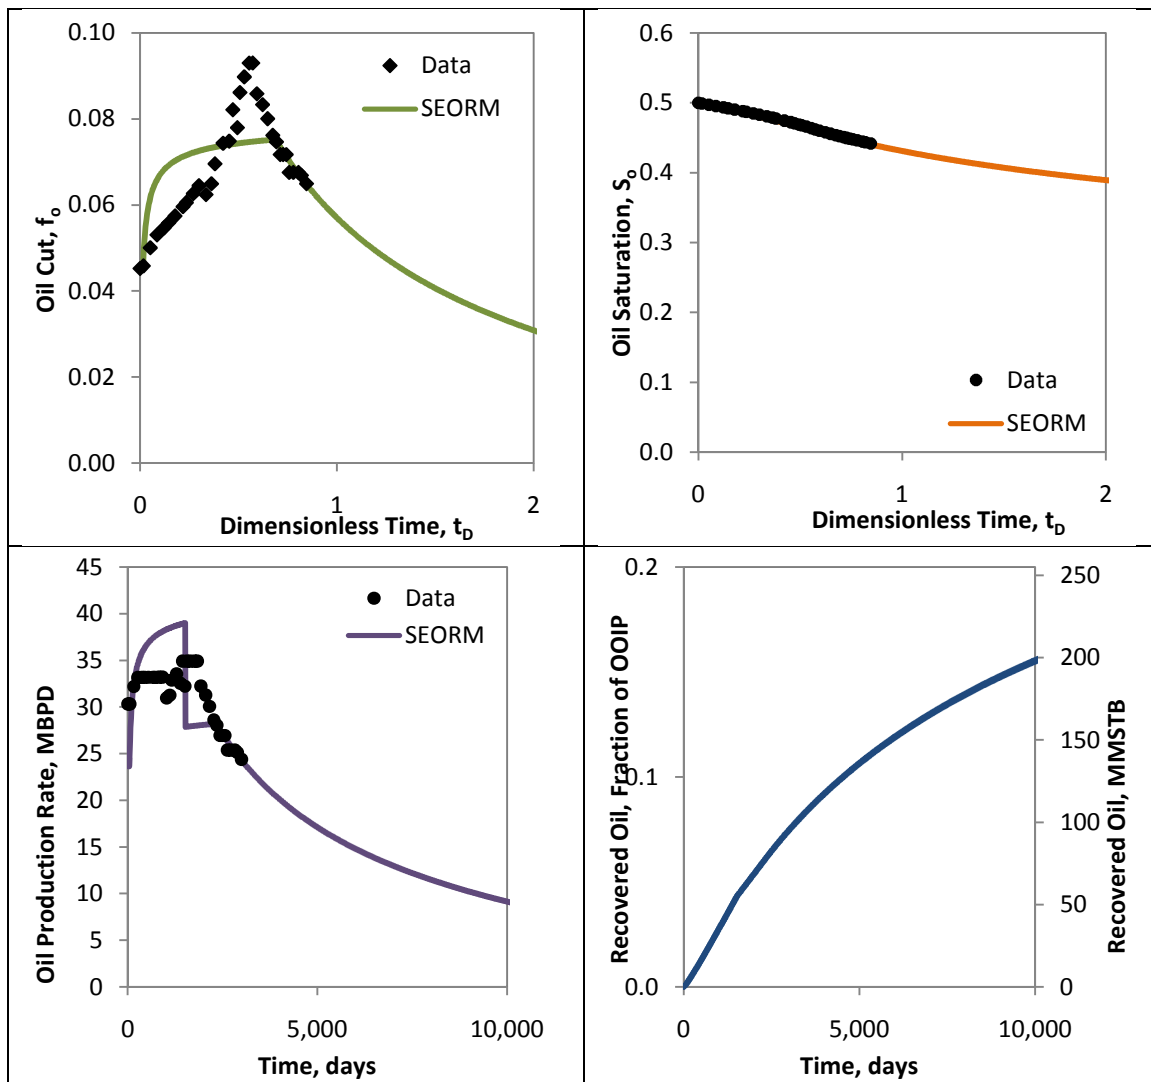 0.10
0.08
0.06
0.04
0.02
0.00
Oil Cut, fₒ
Data
SEORM
0
1
2
Dimensionless Time, t_D
0.6
0.5
0.4
0.3
0.2
0.1
0.0
Oil Saturation, Sₒ
Data
SEORM
0
1
2
Dimensionless Time, t_D
45
40
35
30
25
20
15
10
5
0
Oil Production Rate, MBPD
Data
SEORM
0
5,000
10,000
Time, days
0.2
0.1
0.0
Recovered Oil, Fraction of OOIP
250
200
150
100
50
0
Recovered Oil, MMSTB
0
5,000
10,000
Time, days